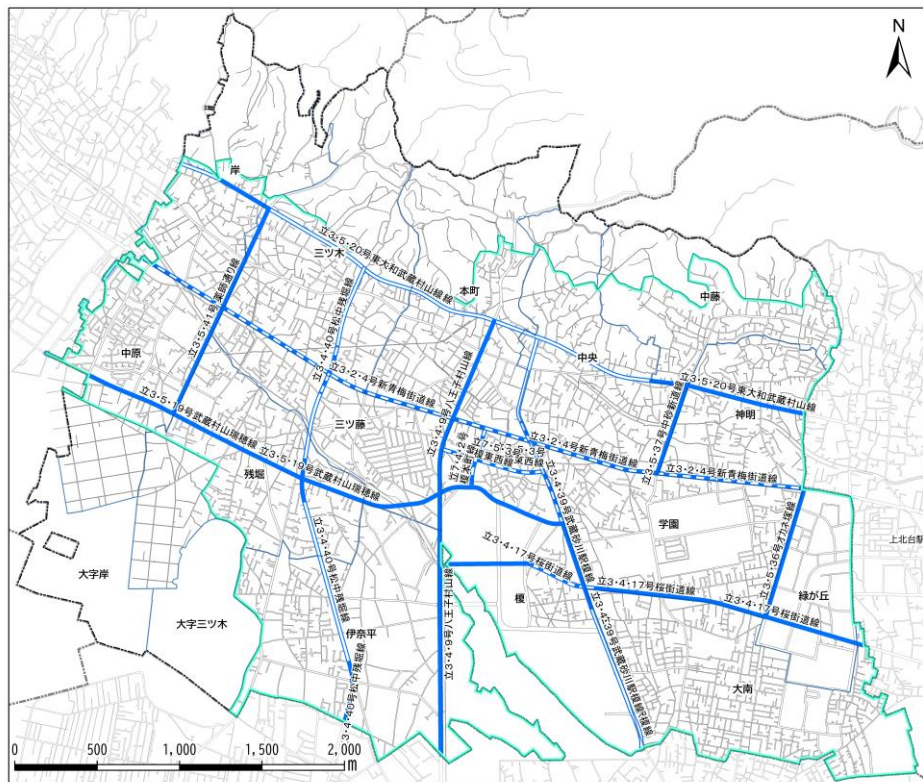 N
岸
立3・5・20号東大和武蔵村山線
三ツ木
本町
中藤
立3・5・41号薬師通り線
立3・4・40号松中残堀線
中原
中央
立3・5・20号東大和武蔵村山線
神明
立3・4・9号八王子村山線
立3・2・4号新青梅街道線
立3・5・37号中砂新道線
三ツ藤
立3・2・4号新青梅街道線
立3・2・4号新青梅街道線
立3・5・19号武蔵村山瑞穂線
立3・5・19号武蔵村山瑞穂線
残堀
学園
立3・4・39号武蔵砂川駅榎線
上北台駅
立3・5・36号オカネ塚線
立3・4・17号桜街道線
立3・4・17号桜街道線
緑が丘
大字岸
榎
立3・4・17号桜街道線
大字三ツ木
立3・4・40号松中残堀線
伊奈平
立3・4・9号八王子村山線
立3・4・39号武蔵砂川駅榎線
大南
3・4・40号松中残堀線
0 500 1,000 1,500 2,000
m